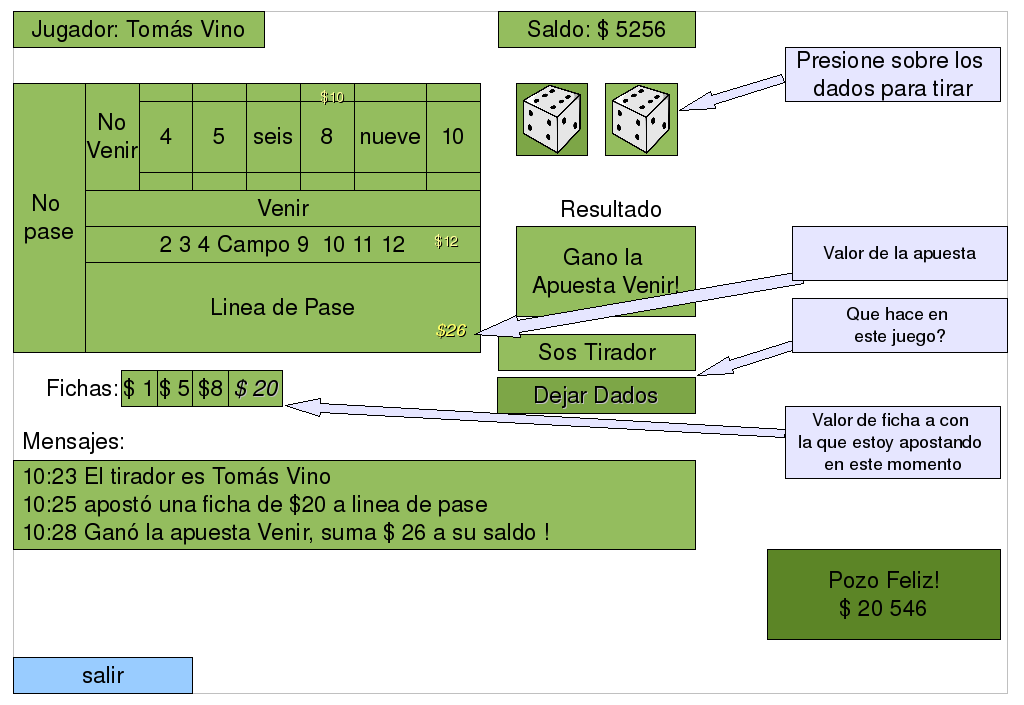 Jugador: Tomás Vino
Saldo: $ 5256
Presione sobre los
dados para tirar
$10
No
Venir
4 5 seis 8 nueve 10
No
pase
Venir
2 3 4 Campo 9 10 11 12 $12
Linea de Pase
$26
Resultado
Gano la
Apuesta Venir!
Valor de la apuesta
Sos Tirador
Que hace en
este juego?
Dejar Dados
Fichas: $ 1 $ 5 $8 $ 20
Valor de ficha a con
la que estoy apostando
en este momento
Mensajes:
10:23 El tirador es Tomás Vino
10:25 apostó una ficha de $20 a linea de pase
10:28 Ganó la apuesta Venir, suma $ 26 a su saldo !
Pozo Feliz!
$ 20 546
salir